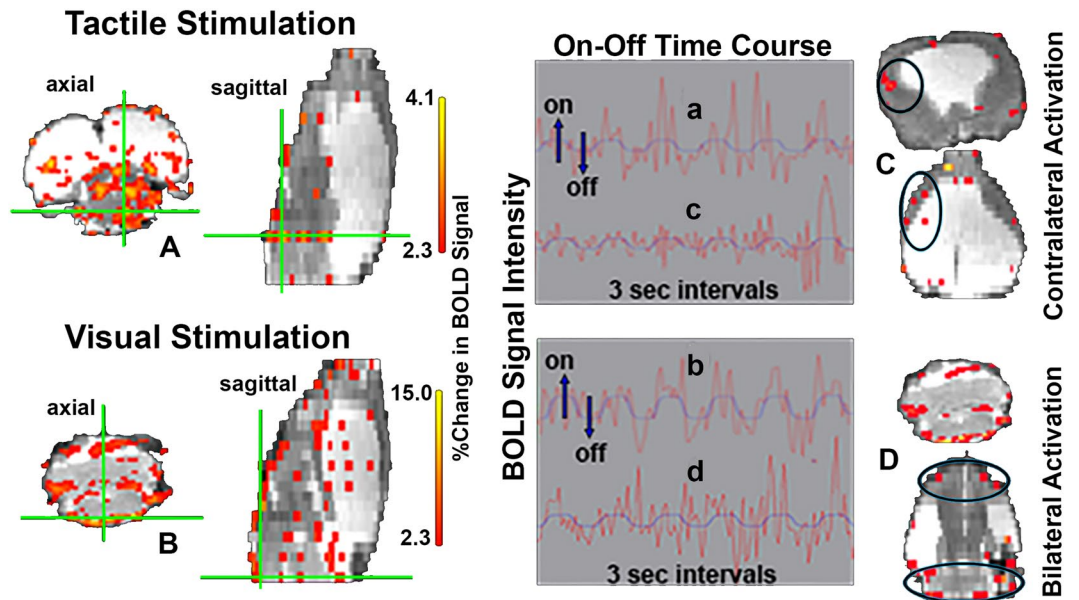 Tactile Stimulation
axial
sagittal
A
4.1
2.3
Visual Stimulation
axial
sagittal
B
15.0
2.3
%Change in BOLD Signal
On-Off Time Course
BOLD Signal Intensity
on
off
a
c
3 sec intervals
on
off
b
d
3 sec intervals
C
Contralateral Activation
D
Bilateral Activation